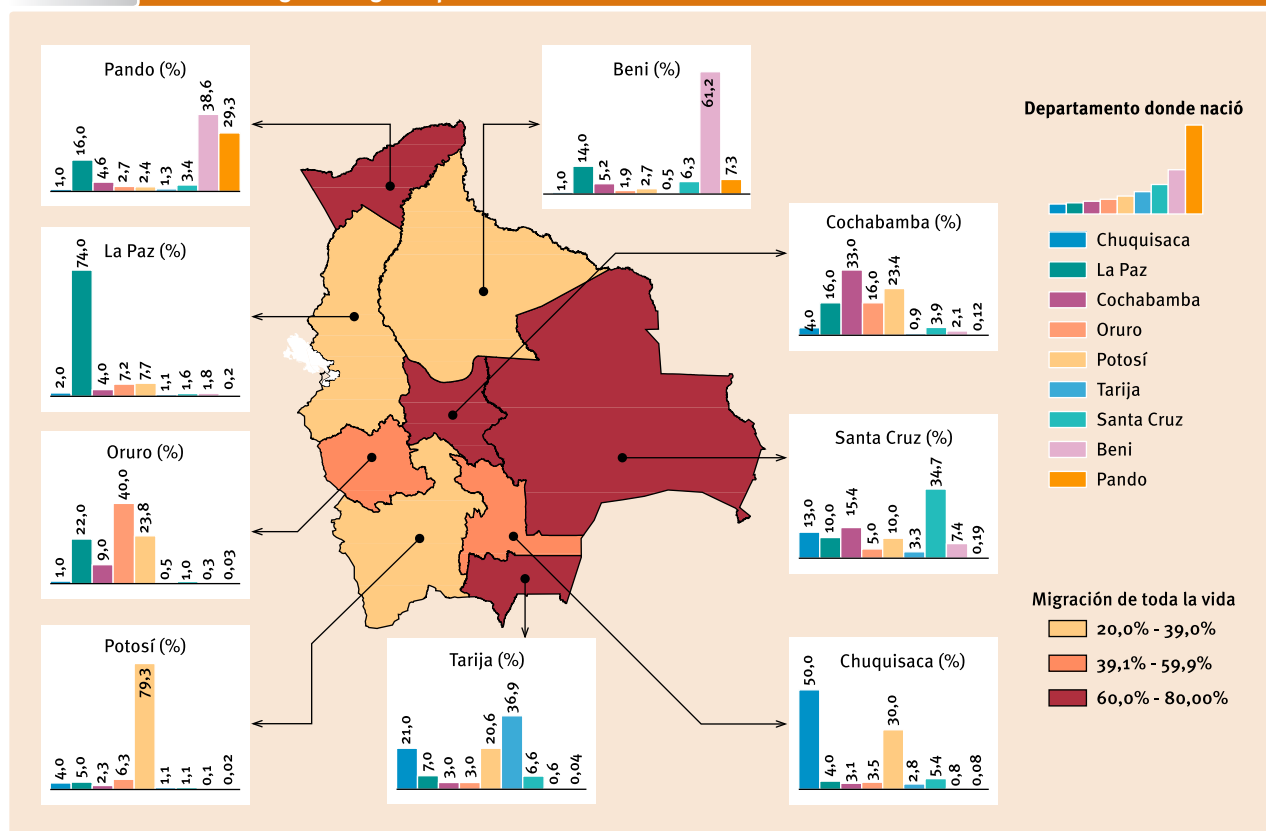 Pando (%)
1,0 16,0 4,6 2,7 2,4 1,3 3,4 38,6 29,3
Beni (%)
1,0 14,0 5,2 1,9 2,7 0,5 6,3 61,2 7,3
La Paz (%)
2,0 74,0 4,0 7,2 7,7 1,1 1,6 1,8 0,2
Cochabamba (%)
4,0 16,0 33,0 16,0 23,4 0,9 3,9 2,1 0,12
Oruro (%)
1,0 22,0 9,0 40,0 23,8 0,5 1,0 0,3 0,03
Santa Cruz (%)
13,0 10,0 15,4 5,0 10,0 3,3 34,7 7,4 0,19
Potosí (%)
4,0 5,0 2,3 6,3 79,3 1,1 1,1 0,1 0,02
Tarija (%)
21,0 7,0 3,0 3,0 20,6 36,9 6,6 0,6 0,04
Chuquisaca (%)
50,0 4,0 3,1 3,5 30,0 2,8 5,4 0,8 0,08
Departamento donde nació
Chuquisaca
La Paz
Cochabamba
Oruro
Potosí
Tarija
Santa Cruz
Beni
Pando
Migración de toda la vida
20,0% - 39,0%
39,1% - 59,9%
60,0% - 80,00%